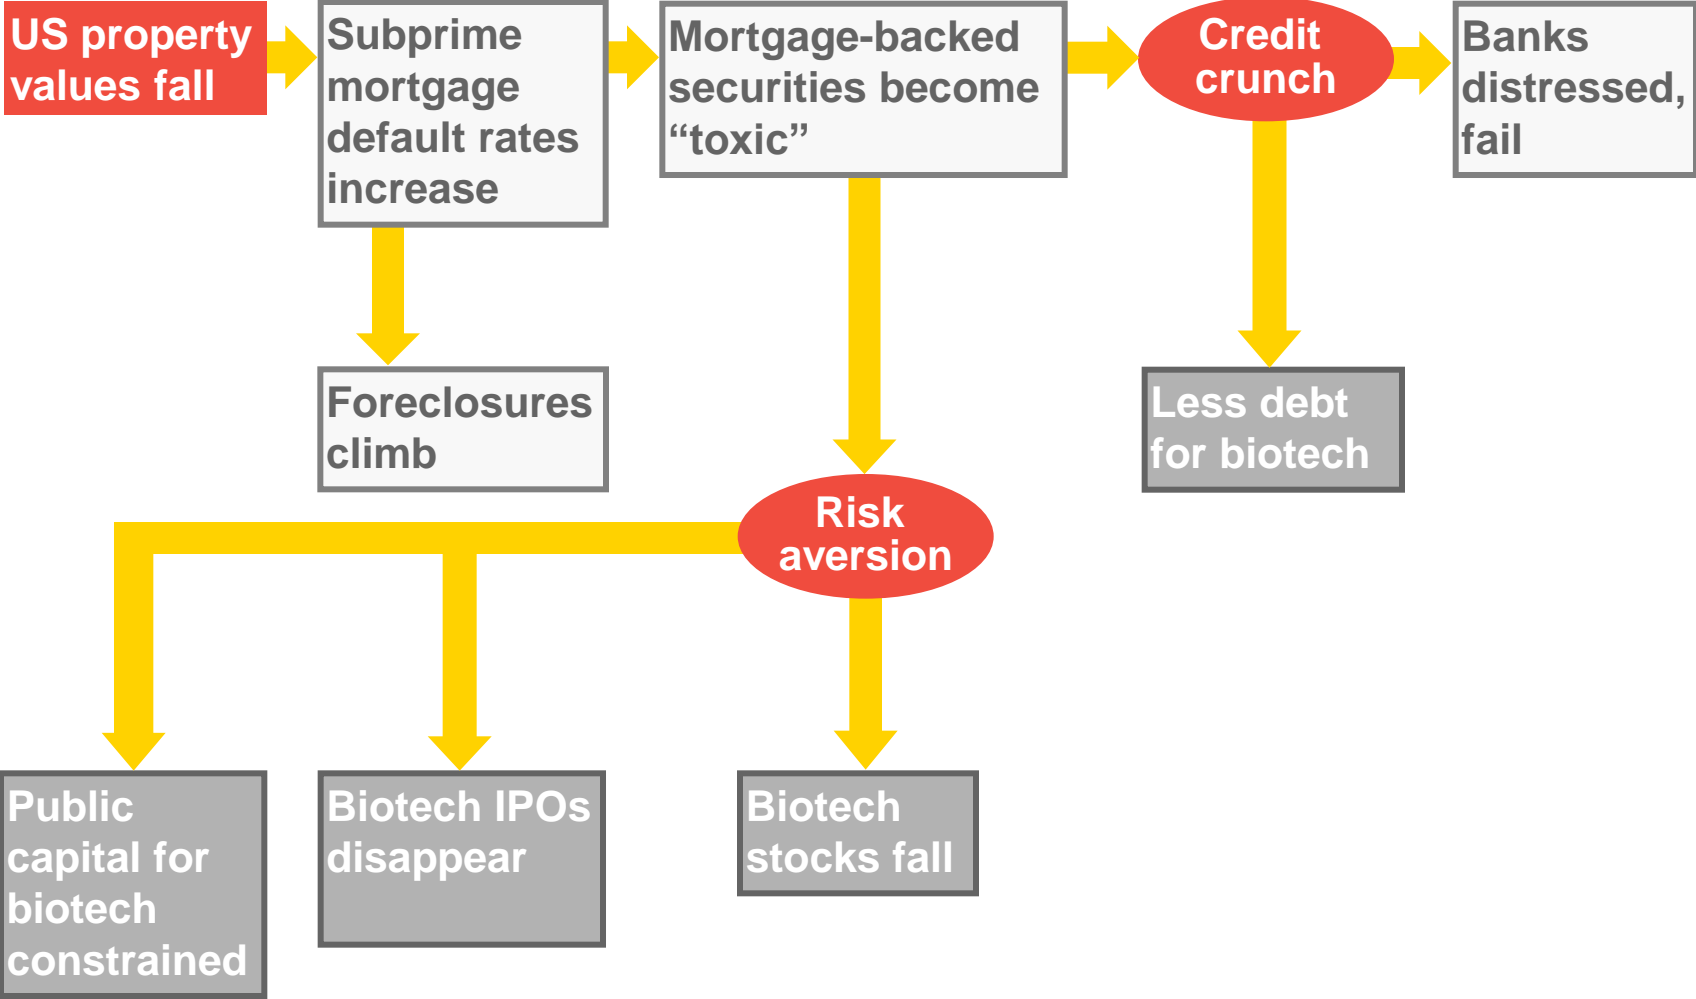 US property
values fall
Subprime
mortgage
default rates
increase
Mortgage-backed
securities become
“toxic”
Credit
crunch
Banks
distressed,
fail
Foreclosures
climb
Less debt
for biotech
Risk
aversion
Public
capital for
biotech
constrained
Biotech IPOs
disappear
Biotech
stocks fall